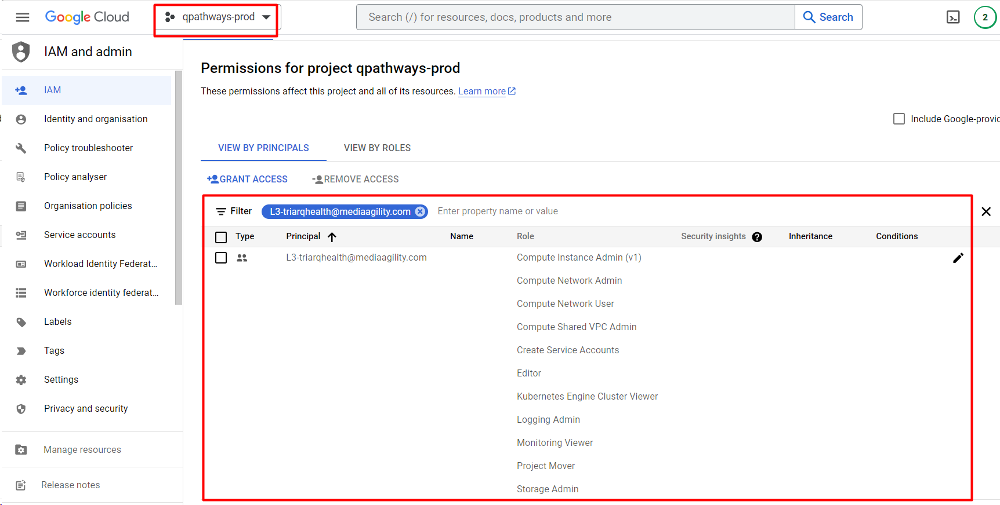 Google Cloud
qpathways-prod
Search (/) for resources, docs, products and more
Search
2
IAM and admin
IAM
Identity and organisation
Policy troubleshooter
Policy analyser
Organisation policies
Service accounts
Workload Identity Federat...
Workforce identity federat...
Labels
Tags
Settings
Privacy and security
Manage resources
Release notes
Permissions for project qpathways-prod
These permissions affect this project and all of its resources. Learn more
Include Google-provid
VIEW BY PRINCIPALS VIEW BY ROLES
GRANT ACCESS REMOVE ACCESS
Filter L3-triarqhealth@mediaagility.com Enter property name or value
Type Principal Name Role Security insights Inheritance Conditions
L3-triarqhealth@mediaagility.com Compute Instance Admin (v1)
Compute Network Admin
Compute Network User
Compute Shared VPC Admin
Create Service Accounts
Editor
Kubernetes Engine Cluster Viewer
Logging Admin
Monitoring Viewer
Project Mover
Storage Admin